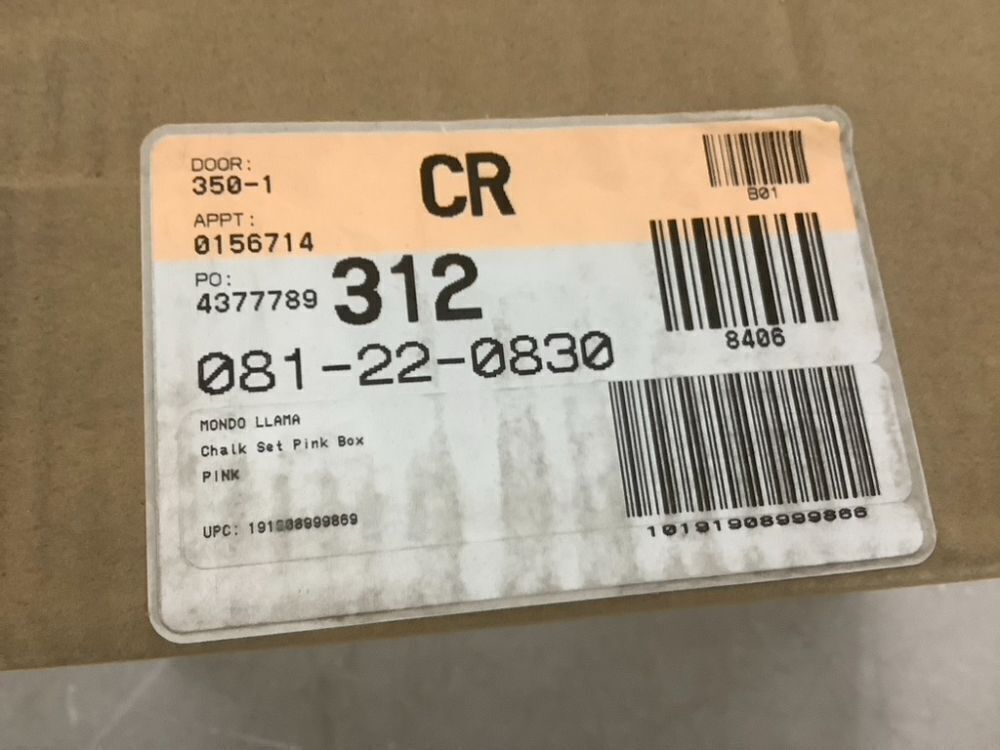 DOOR:
350-1
CR
B01
APPT:
0156714
PO:
4377789
312
8406
081-22-0830
MONDO LLAMA
Chalk Set Pink Box
PINK
UPC: 191908999869
10191908999866